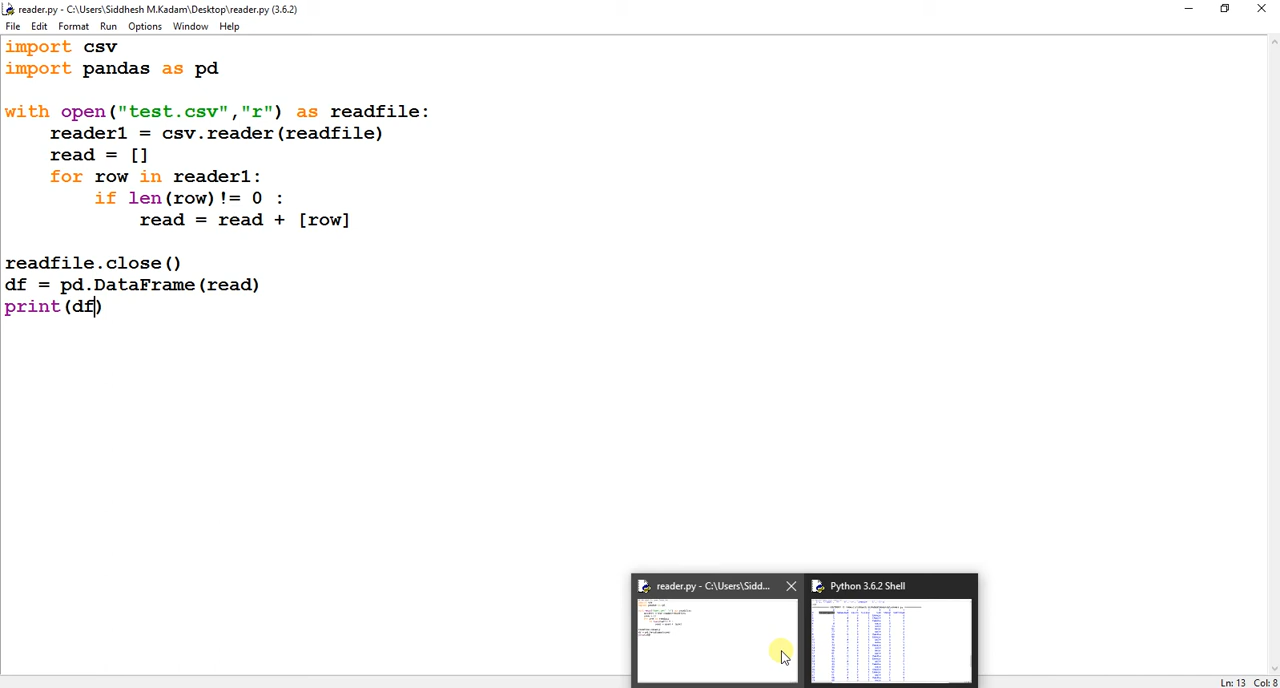 reader.py - C:\Users\Siddhesh M.Kadam\Desktop\reader.py (3.6.2)
File Edit Format Run Options Window Help
import csv
import pandas as pd
with open("test.csv","r") as readfile:
reader1 = csv.reader(readfile)
read = []
for row in reader1:
if len(row)!= 0 :
read = read + [row]
readfile.close()
df = pd.DataFrame(read)
print(df)
reader.py - C:\Users\Sidd... Python 3.6.2 Shell
Ln: 13 Col: 8